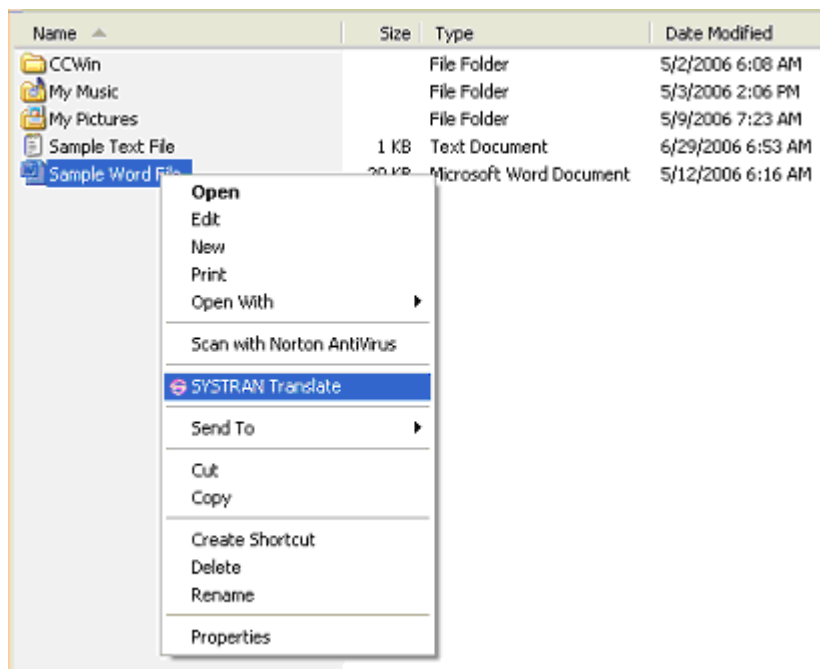 Name Size Type Date Modified
CCWin File Folder 5/2/2006 6:08 AM
My Music File Folder 5/3/2006 2:06 PM
My Pictures File Folder 5/9/2006 7:23 AM
Sample Text File 1 KB Text Document 6/29/2006 6:53 AM
Sample Word File Microsoft Word Document 5/12/2006 6:16 AM
Open
Edit
New
Print
Open With
Scan with Norton AntiVirus
SYSTRAN Translate
Send To
Cut
Copy
Create Shortcut
Delete
Rename
Properties